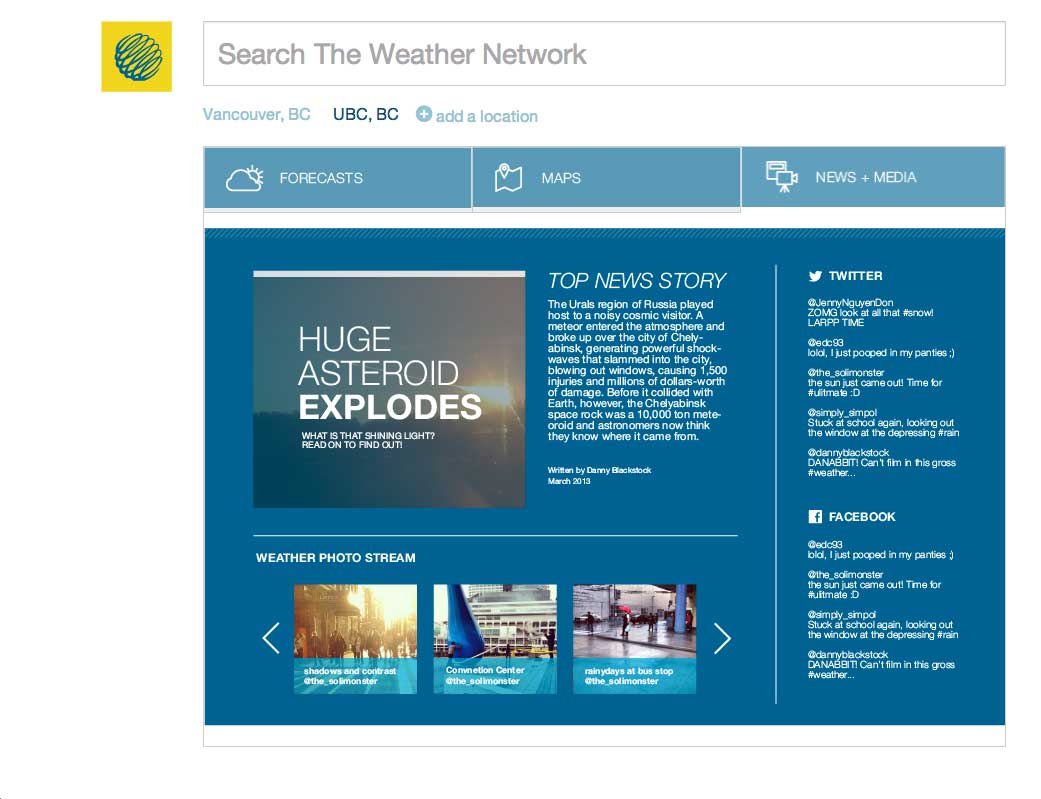 Search The Weather Network
Vancouver, BC
UBC, BC
add a location
FORECASTS
MAPS
NEWS + MEDIA
HUGE
ASTEROID
EXPLODES
WHAT IS THAT SHINING LIGHT?
READ ON TO FIND OUT!
TOP NEWS STORY
The Urals region of Russia played
host to a noisy cosmic visitor. A
meteor entered the atmosphere and
broke up over the city of Chely-
abinsk, generating powerful shock-
waves that slammed into the city,
blowing out windows, causing 1,500
injuries and millions of dollars-worth
of damage. Before it collided with
Earth, however, the Chelyabinsk
space rock was a 10,000 ton mete-
oroid and astronomers now think
they know where it came from.
Written by Danny Blackstock
March 2013
WEATHER PHOTO STREAM
shadows and contrast
@the_solimonster
Convnetion Center
@the_solimonster
rainydays at bus stop
@the_solimonster
TWITTER
@JennyNguyenDon
ZOMG look at all that #snow!
LARPP TIME
@edc93
lolol, I just pooped in my panties ;)
@the_solimonster
the sun just came out! Time for
#ulitmate :D
@simply_simpol
Stuck at school again, looking out
the window at the depressing #rain
@dannyblackstock
DANABBIT! Can't film in this gross
#weather...
FACEBOOK
@edc93
lolol, I just pooped in my panties ;)
@the_solimonster
the sun just came out! Time for
#ulitmate :D
@simply_simpol
Stuck at school again, looking out
the window at the depressing #rain
@dannyblackstock
DANABBIT! Can't film in this gross
#weather...